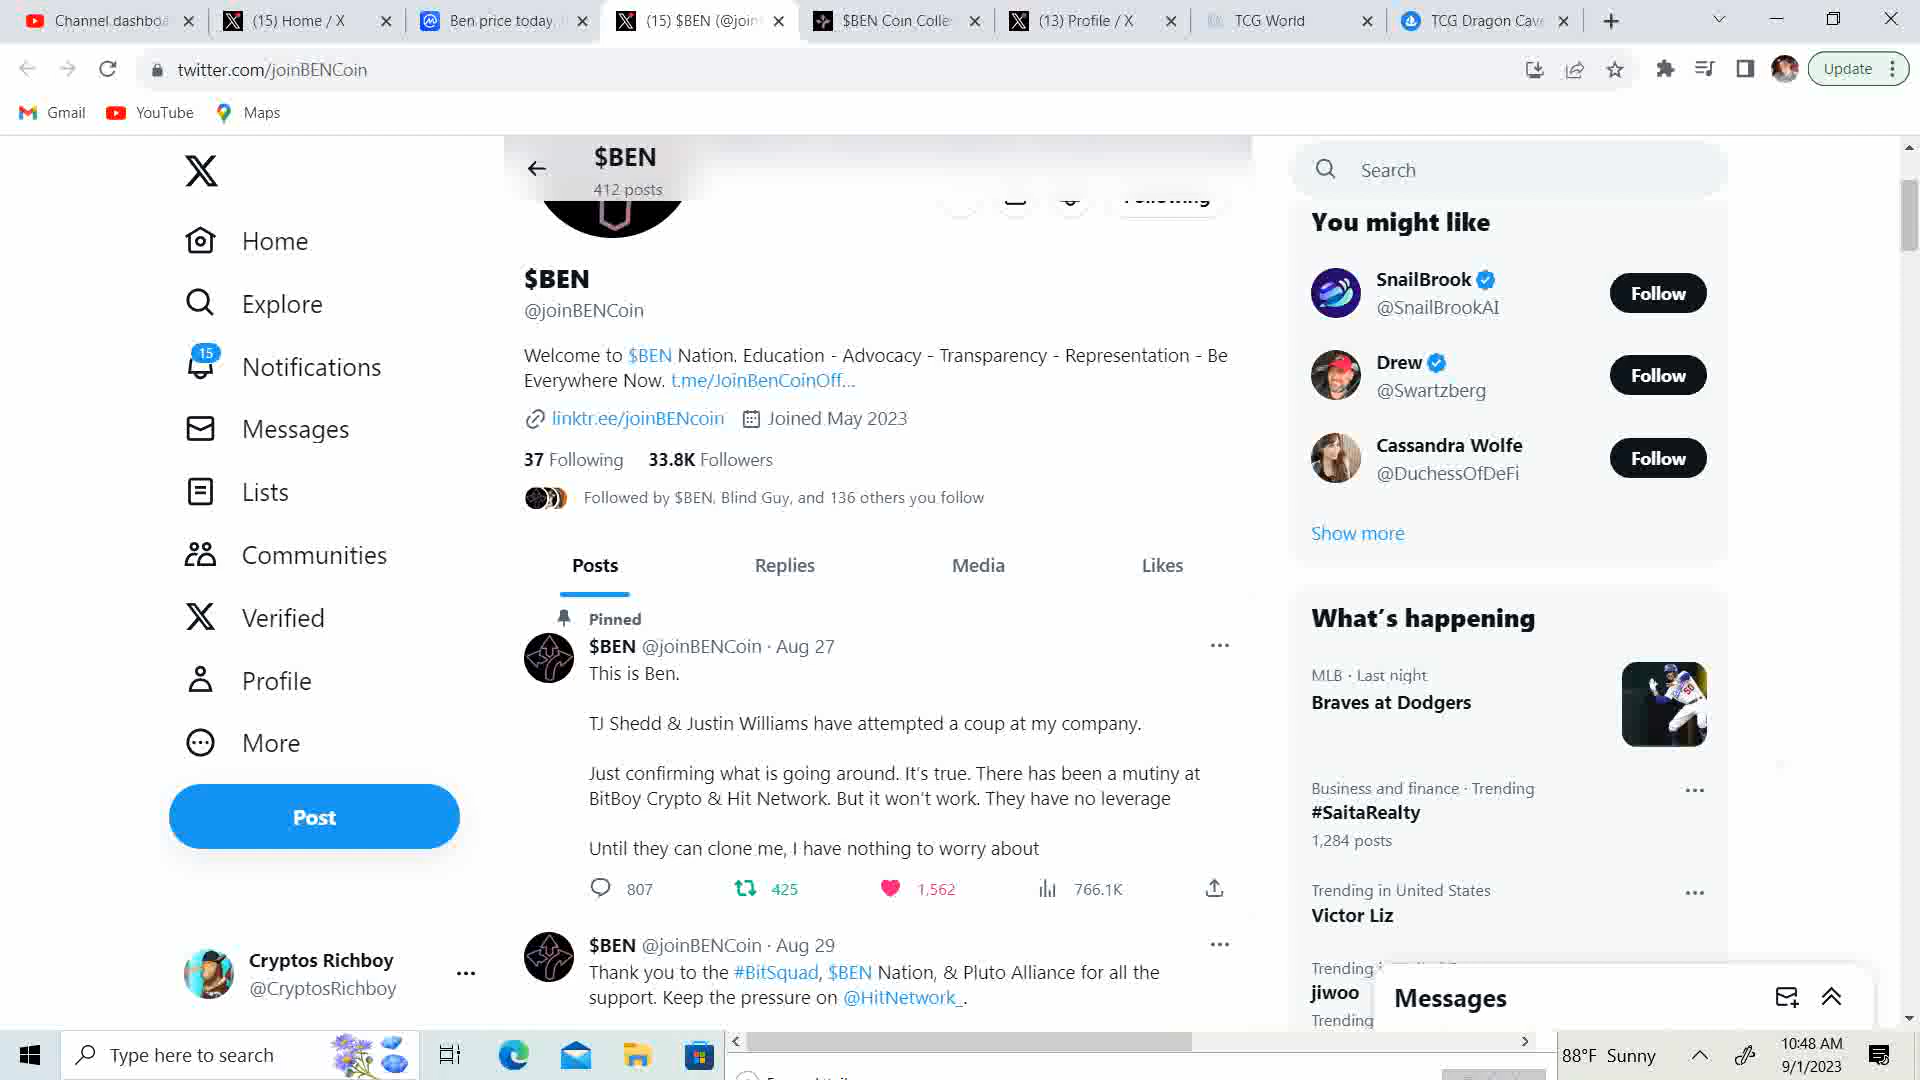 Channel dashboa
(15) Home / X
Ben price today,
(15) $BEN (@join
$BEN Coin Colle
(13) Profile / X
TCG World
TCG Dragon Cave
twitter.com/joinBENCoin
Update
Gmail
YouTube
Maps
X
Home
Explore
15
Notifications
Messages
Lists
Communities
Verified
Profile
More
Post
Cryptos Richboy
@CryptosRichboy
$BEN
412 posts
Following
$BEN
@joinBENCoin
Welcome to $BEN Nation. Education - Advocacy - Transparency - Representation - Be
Everywhere Now. t.me/JoinBenCoinOff...
linktr.ee/joinBENcoin Joined May 2023
37 Following 33.8K Followers
Followed by $BEN, Blind Guy, and 136 others you follow
Posts Replies Media Likes
Pinned
$BEN @joinBENCoin · Aug 27
This is Ben.
TJ Shedd & Justin Williams have attempted a coup at my company.
Just confirming what is going around. It's true. There has been a mutiny at
BitBoy Crypto & Hit Network. But it won't work. They have no leverage
Until they can clone me, I have nothing to worry about
807 425 1,562 766.1K
$BEN @joinBENCoin · Aug 29
Thank you to the #BitSquad, $BEN Nation, & Pluto Alliance for all the
support. Keep the pressure on @HitNetwork_.
Search
You might like
SnailBrook
@SnailBrookAI
Follow
Drew
@Swartzberg
Follow
Cassandra Wolfe
@DuchessOfDeFi
Follow
Show more
What's happening
MLB · Last night
Braves at Dodgers
Business and finance · Trending
#SaitaRealty
1,284 posts
Trending in United States
Victor Liz
Trending
jiwoo
Trending
Messages
Type here to search
88°F Sunny
10:48 AM
9/1/2023